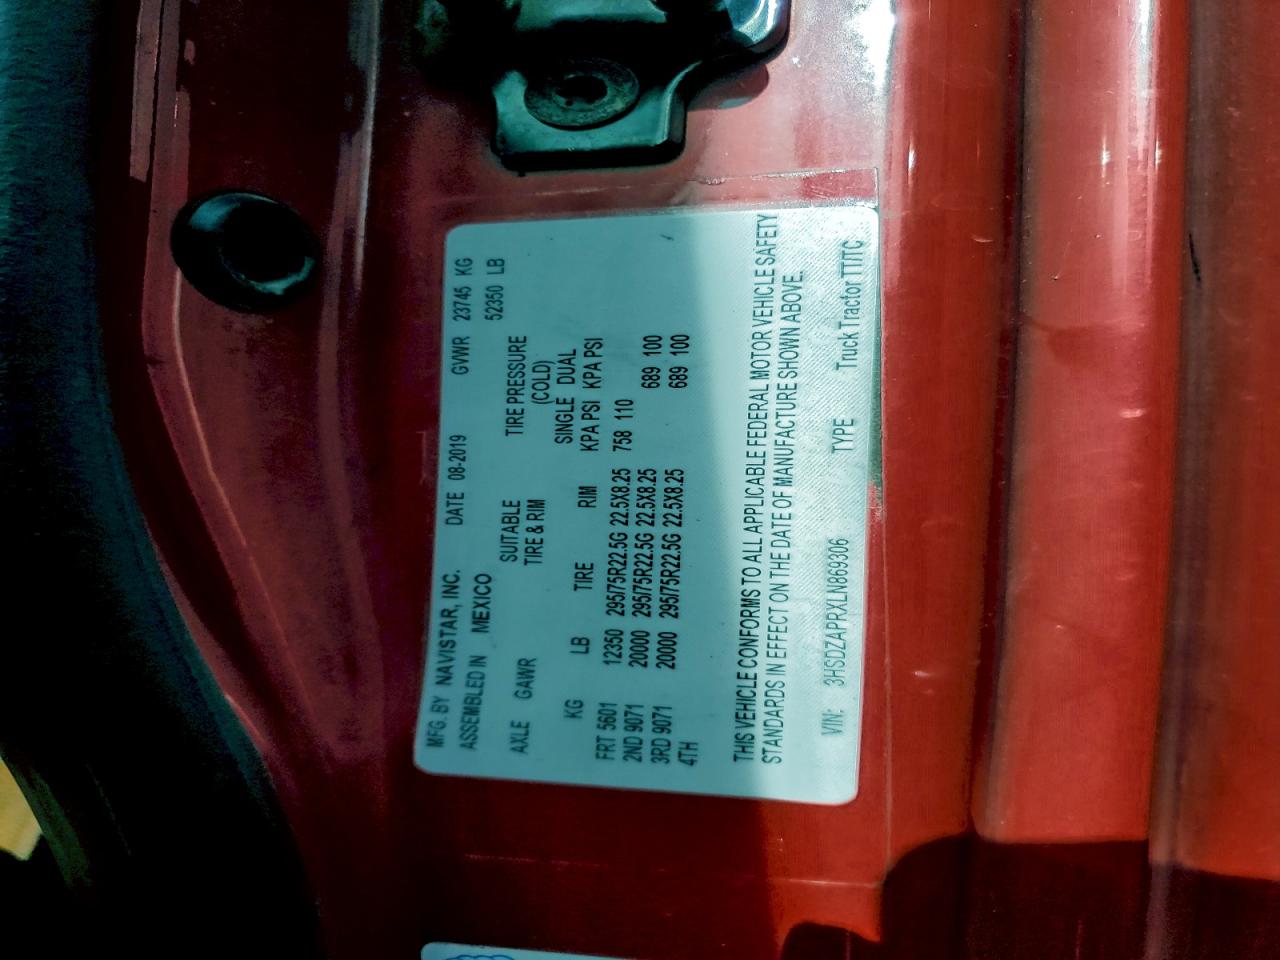 MFG. BY NAVISTAR, INC. DATE 08-2019 GVWR 23745 KG
ASSEMBLED IN MEXICO 52350 LB
AXLE GAWR SUITABLE TIRE PRESSURE
TIRE & RIM (COLD)
SINGLE DUAL
KG LB TIRE RIM KPA PSI KPA PSI
FRT 5601 12350 295/75R22.5G 22.5X8.25 758 110
2ND 9071 20000 295/75R22.5G 22.5X8.25 689 100
3RD 9071 20000 295/75R22.5G 22.5X8.25 689 100
4TH
THIS VEHICLE CONFORMS TO ALL APPLICABLE FEDERAL MOTOR VEHICLE SAFETY
STANDARDS IN EFFECT ON THE DATE OF MANUFACTURE SHOWN ABOVE.
VIN: 3HSDZAPRXLN869306 TYPE Truck Tractor TT/TC